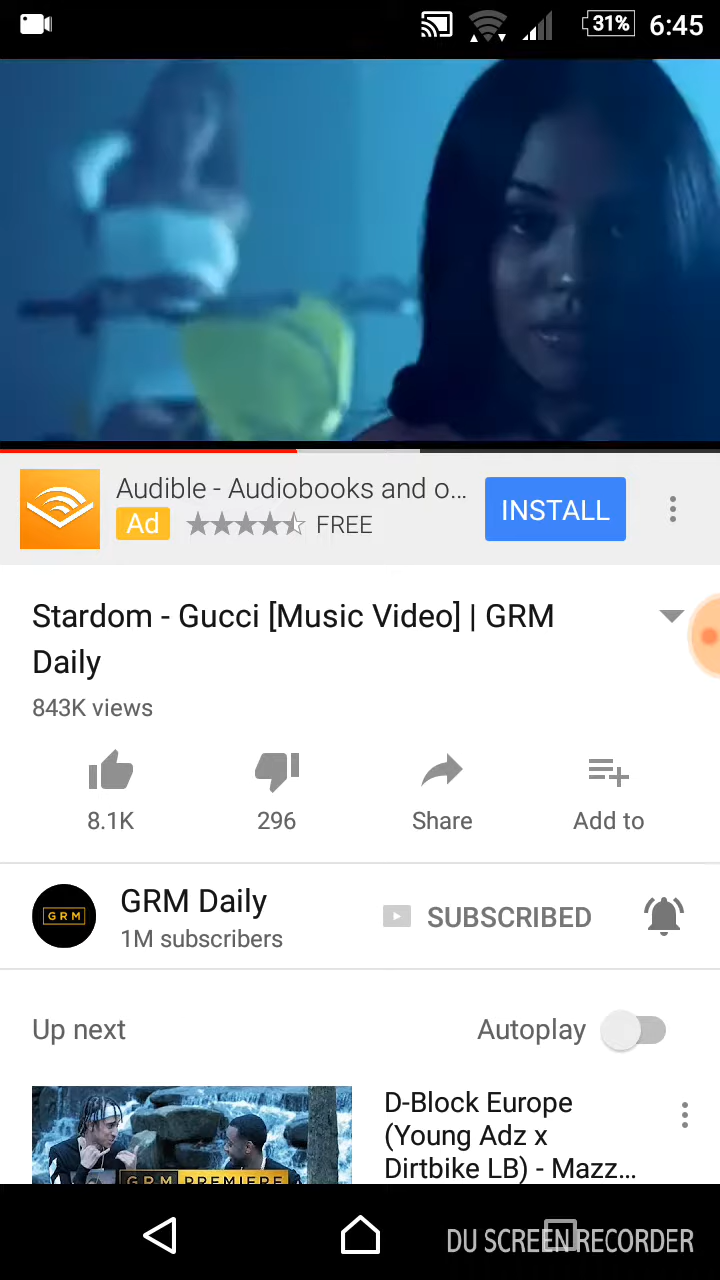 31% 6:45
Audible - Audiobooks and o...
Ad FREE
INSTALL
Stardom - Gucci [Music Video] | GRM
Daily
843K views
8.1K 296 Share Add to
GRM
GRM Daily
1M subscribers
SUBSCRIBED
Up next Autoplay
GRM PREMIERE
D-Block Europe
(Young Adz x
Dirtbike LB) - Mazz...
DU SCREEN RECORDER